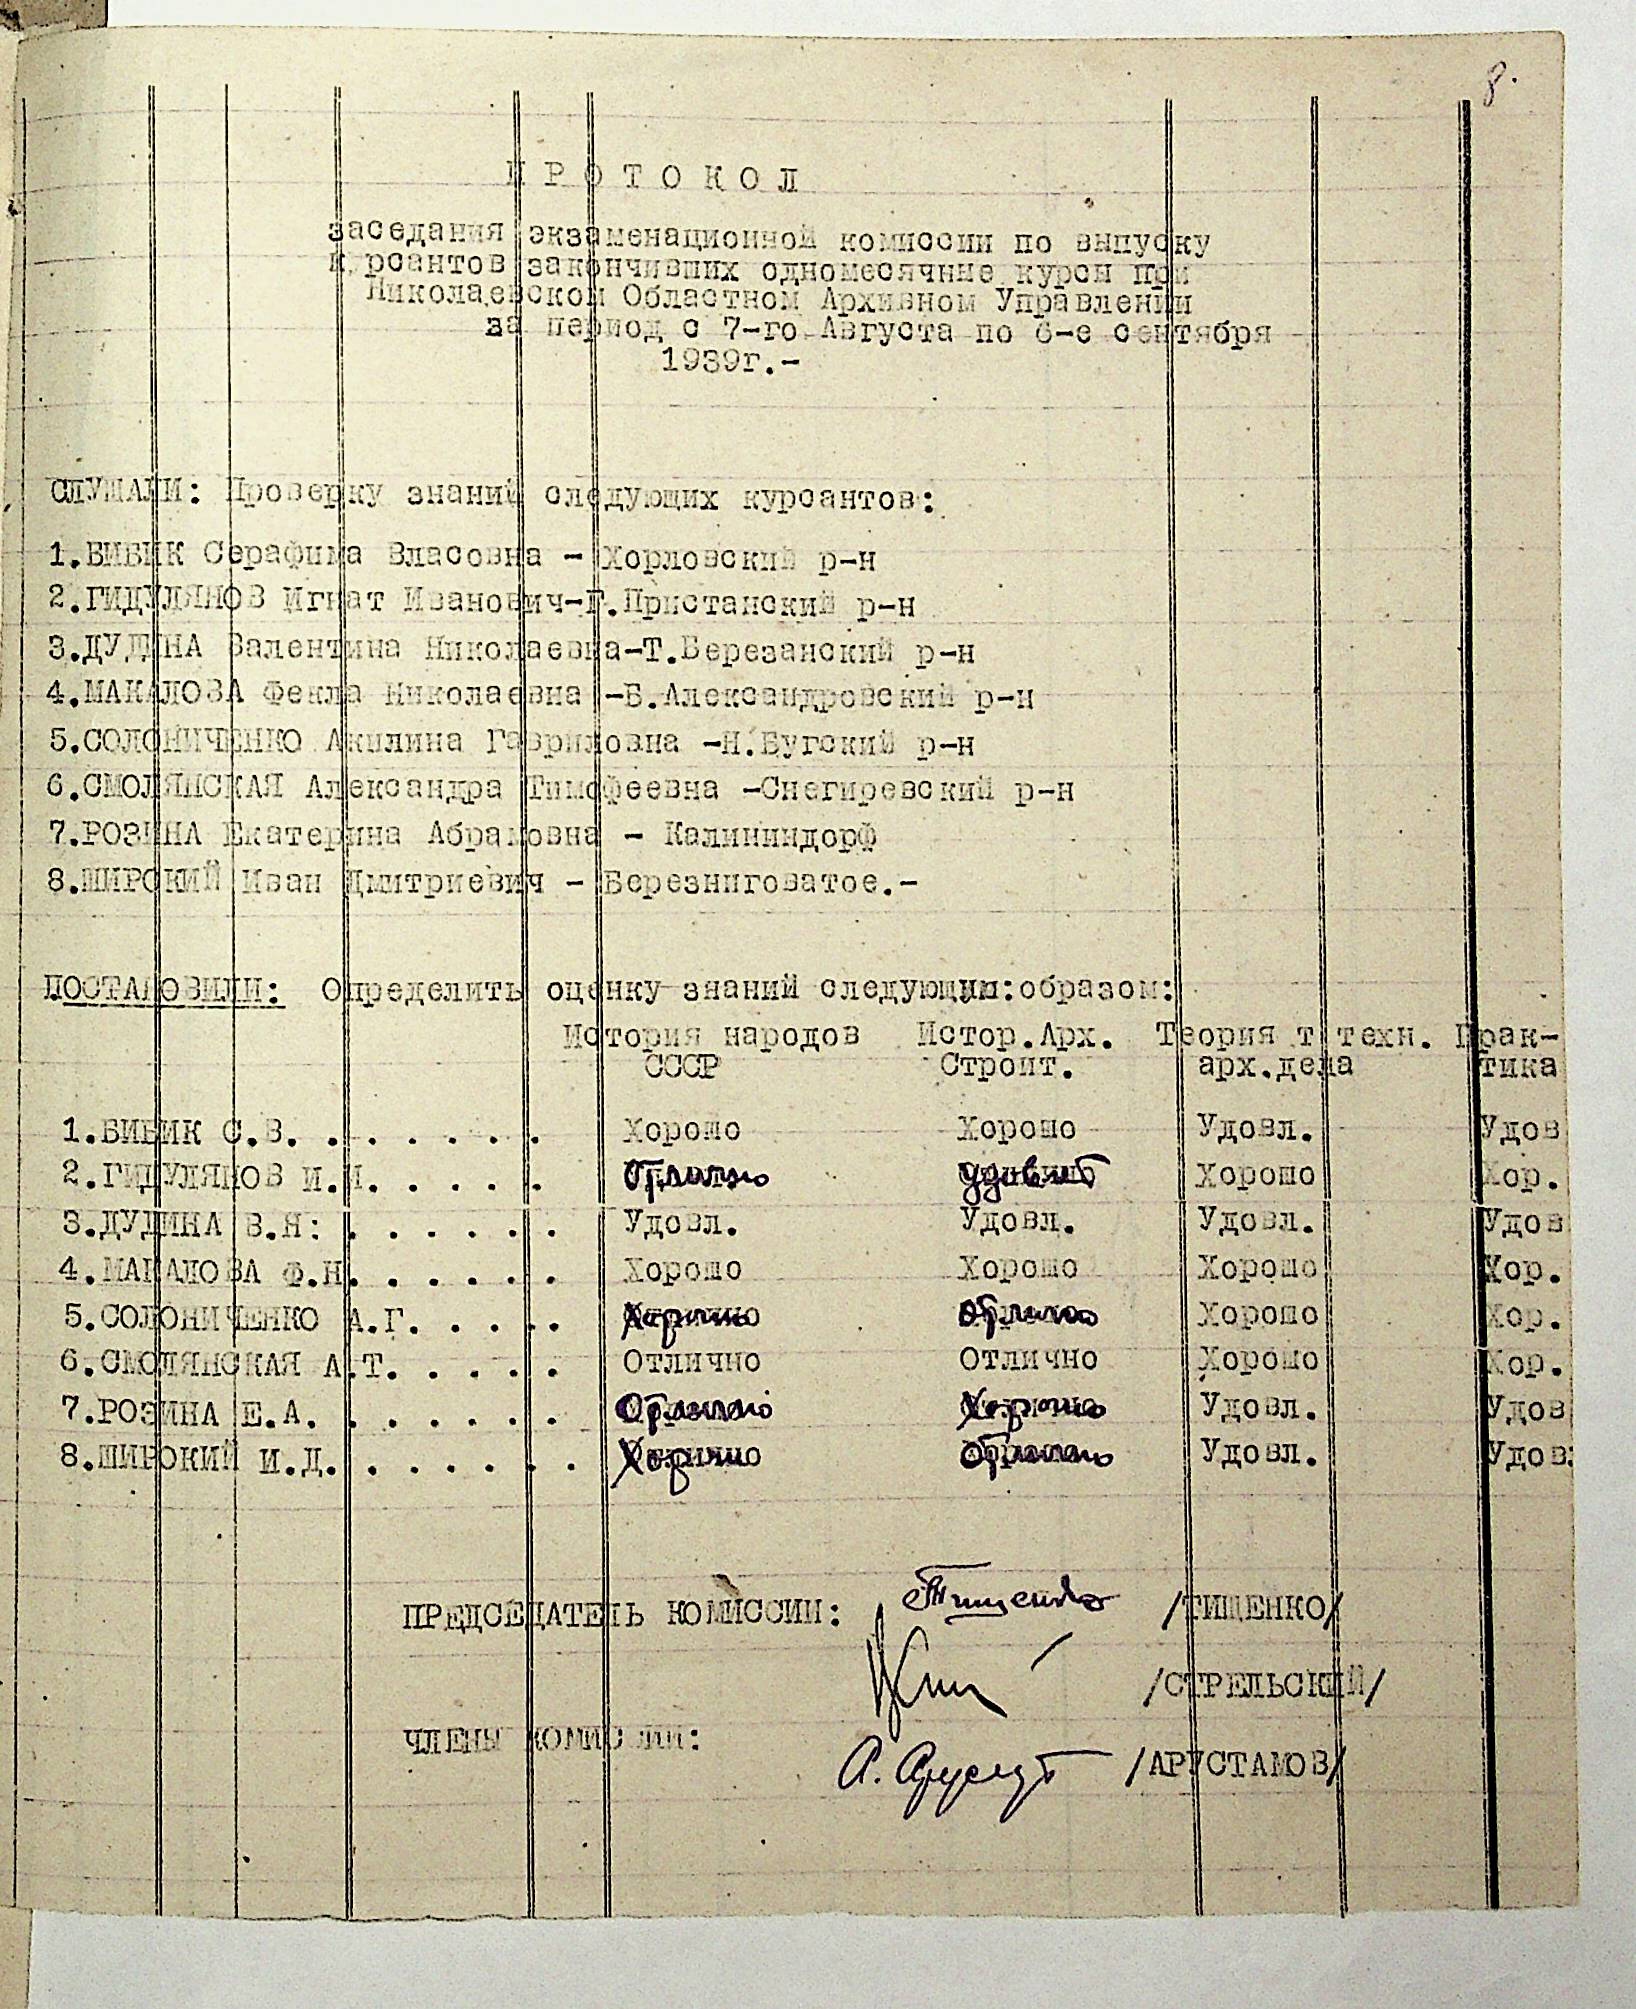 8.
ПРОТОКОЛ
заседания экзаменационной комиссии по выпуску
курсантов закончивших одномесячные курсы при
Николаевском Областном Архивном Управлении
за период с 7-го Августа по 6-е сентября
1939г.-
СЛУШАЛИ: Проверку знаний следующих курсантов:
1.БИБИК Серафима Власовна - Хорловский р-н
2.ГИДУЛЯНОВ Игнат Иванович-Г.Пристанский р-н
3.ДУДИНА Валентина Николаевна-Т.Березанский р-н
4.МАКАЛОВА Фекла Николаевна -Б.Александровский р-н
5.СОЛОНИЧЕНКО Акилина Гавриловна -Н.Бугский р-н
6.СМОЛЯНСКАЯ Александра Тимофеевна -Снегиревский р-н
7.РОЗИНА Екатерина Абрамовна - Калининдорф
8.ШИРОКИЙ Иван Дмитриевич - Березниговатое.-
ПОСТАНОВИЛИ: Определить оценку знаний следующим:образом:
История народов Истор.Арх. Теория т техн. Прак-
СССР Строит. арх.дела тика
1.БИБИК С.В. . . . . . . Хорошо Хорошо Удовл. Удов
2.ГИДУЛЯНОВ И.И. . . . . Отлично Удовлет Хорошо Хор.
3.ДУДИНА В.Н: . . . . . . Удовл. Удовл. Удовл. Удов
4.МАКАЛОВА Ф.Н. . . . . . Хорошо Хорошо Хорошо Хор.
5.СОЛОНИЧЕНКО А.Г. . . . . Хорошо Отлично Хорошо Хор.
6.СМОЛЯНСКАЯ А.Т. . . . . Отлично Отлично Хорошо Хор.
7.РОЗИНА Е.А. . . . . . . Отлично Хорошо Удовл. Удов
8.ШИРОКИЙ И.Д. . . . . . . Хорошо Отлично Удовл. Удов.
ПРЕДСЕДАТЕЛЬ КОМИССИИ: Тищенко /ТИЩЕНКО/
/СТРЕЛЬСКИЙ/
ЧЛЕНЫ КОМИССИИ:
А. Арустам /АРУСТАМОВ/